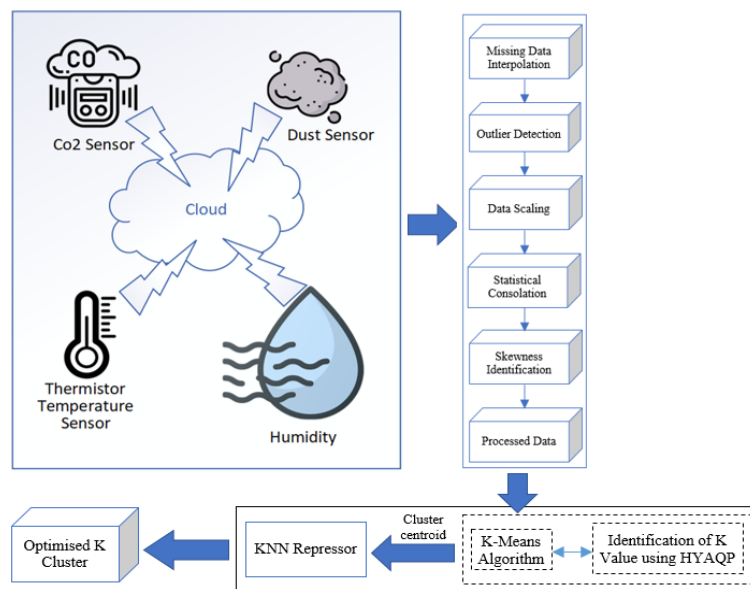 CO
Co2 Sensor
Dust Sensor
Cloud
Thermistor
Temperature
Sensor
Humidity
Missing Data
Interpolation
Outlier Detection
Data Scaling
Statistical
Consolation
Skewness
Identification
Processed Data
Optimised K
Cluster
KNN Repressor
Cluster
centroid
K-Means
Algorithm
Identification of K
Value using HYAQP